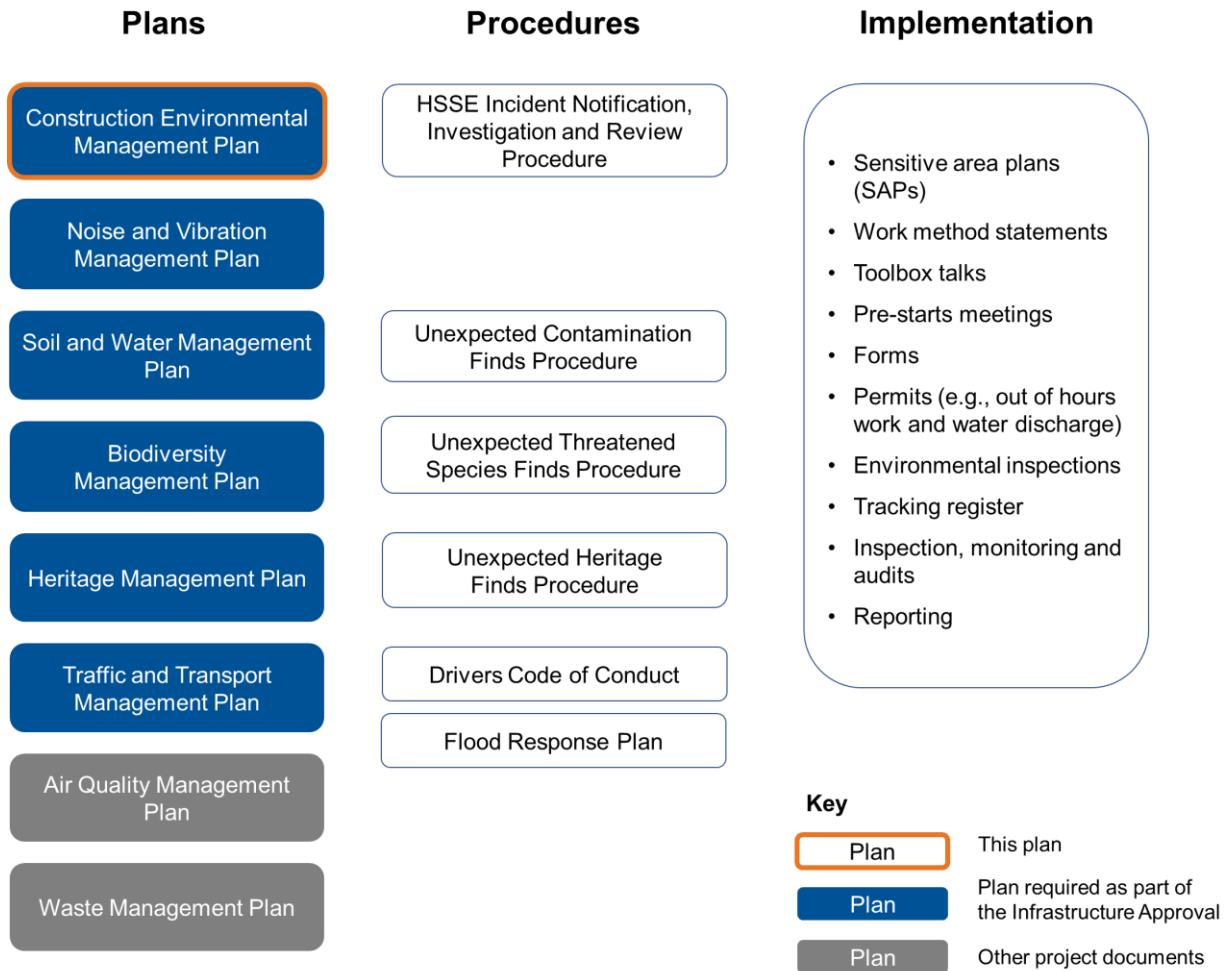 Plans
Construction Environmental
Management Plan
Noise and Vibration
Management Plan
Soil and Water Management
Plan
Biodiversity
Management Plan
Heritage Management Plan
Traffic and Transport
Management Plan
Air Quality Management
Plan
Waste Management Plan
Procedures
HSSE Incident Notification,
Investigation and Review
Procedure
Unexpected Contamination
Finds Procedure
Unexpected Threatened
Species Finds Procedure
Unexpected Heritage
Finds Procedure
Drivers Code of Conduct
Flood Response Plan
Implementation
• Sensitive area plans
(SAPs)
• Work method statements
• Toolbox talks
• Pre-starts meetings
• Forms
• Permits (e.g., out of hours
work and water discharge)
• Environmental inspections
• Tracking register
• Inspection, monitoring and
audits
• Reporting
Key
Plan
This plan
Plan
Plan required as part of
the Infrastructure Approval
Plan
Other project documents